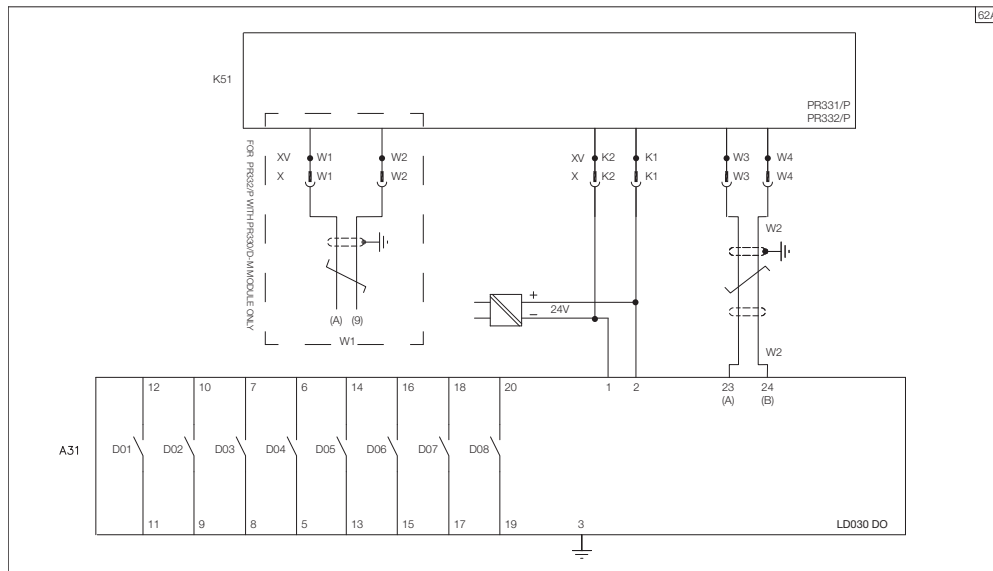 62A
K51
PR331/P
PR332/P
FOR PR332/P WITH PR330/D-M MODULE ONLY
XV W1 W2 XV K2 K1 W3 W4
X W1 W2 X K2 K1 W3 W4
W2
+
24V
–
(A) (9)
W1
W2
12 10 7 6 14 16 18 20 1 2 23 24
(A) (B)
A31 D01 D02 D03 D04 D05 D06 D07 D08
11 9 8 5 13 15 17 19 3 LD030 DO